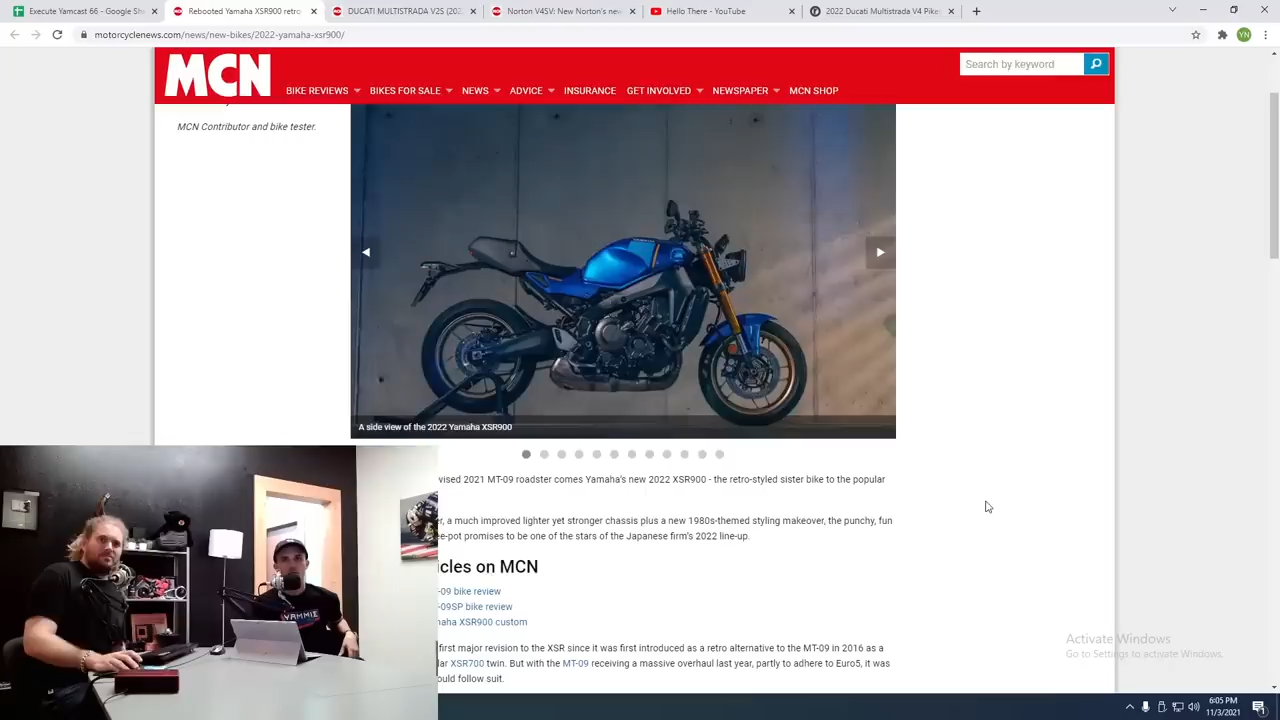 Execute Yamcast 66 - Google She
Rebooted Yamaha XSR900 retro
DUCATI MULTISTRADA V2S (202
Norton V4SV: New Norton's new
Hello There - YouTube
2022 Ducati Multistrada V4 Pike
motorcyclenews.com/news/new-bikes/2022-yamaha-xsr900/
YN
MCN
Search by keyword
BIKE REVIEWS BIKES FOR SALE NEWS ADVICE INSURANCE GET INVOLVED NEWSPAPER MCN SHOP
MCN Contributor and bike tester.
A side view of the 2022 Yamaha XSR900
vised 2021 MT-09 roadster comes Yamaha's new 2022 XSR900 - the retro-styled sister bike to the popular
er, a much improved lighter yet stronger chassis plus a new 1980s-themed styling makeover, the punchy, fun
ee-pot promises to be one of the stars of the Japanese firm's 2022 line-up.
icles on MCN
-09 bike review
-09SP bike review
maha XSR900 custom
first major revision to the XSR since it was first introduced as a retro alternative to the MT-09 in 2016 as a
lar XSR700 twin. But with the MT-09 receiving a massive overhaul last year, partly to adhere to Euro5, it was
ould follow suit.
YAMMIE
Activate Windows
Go to Settings to activate Windows.
6:05 PM
11/3/2021